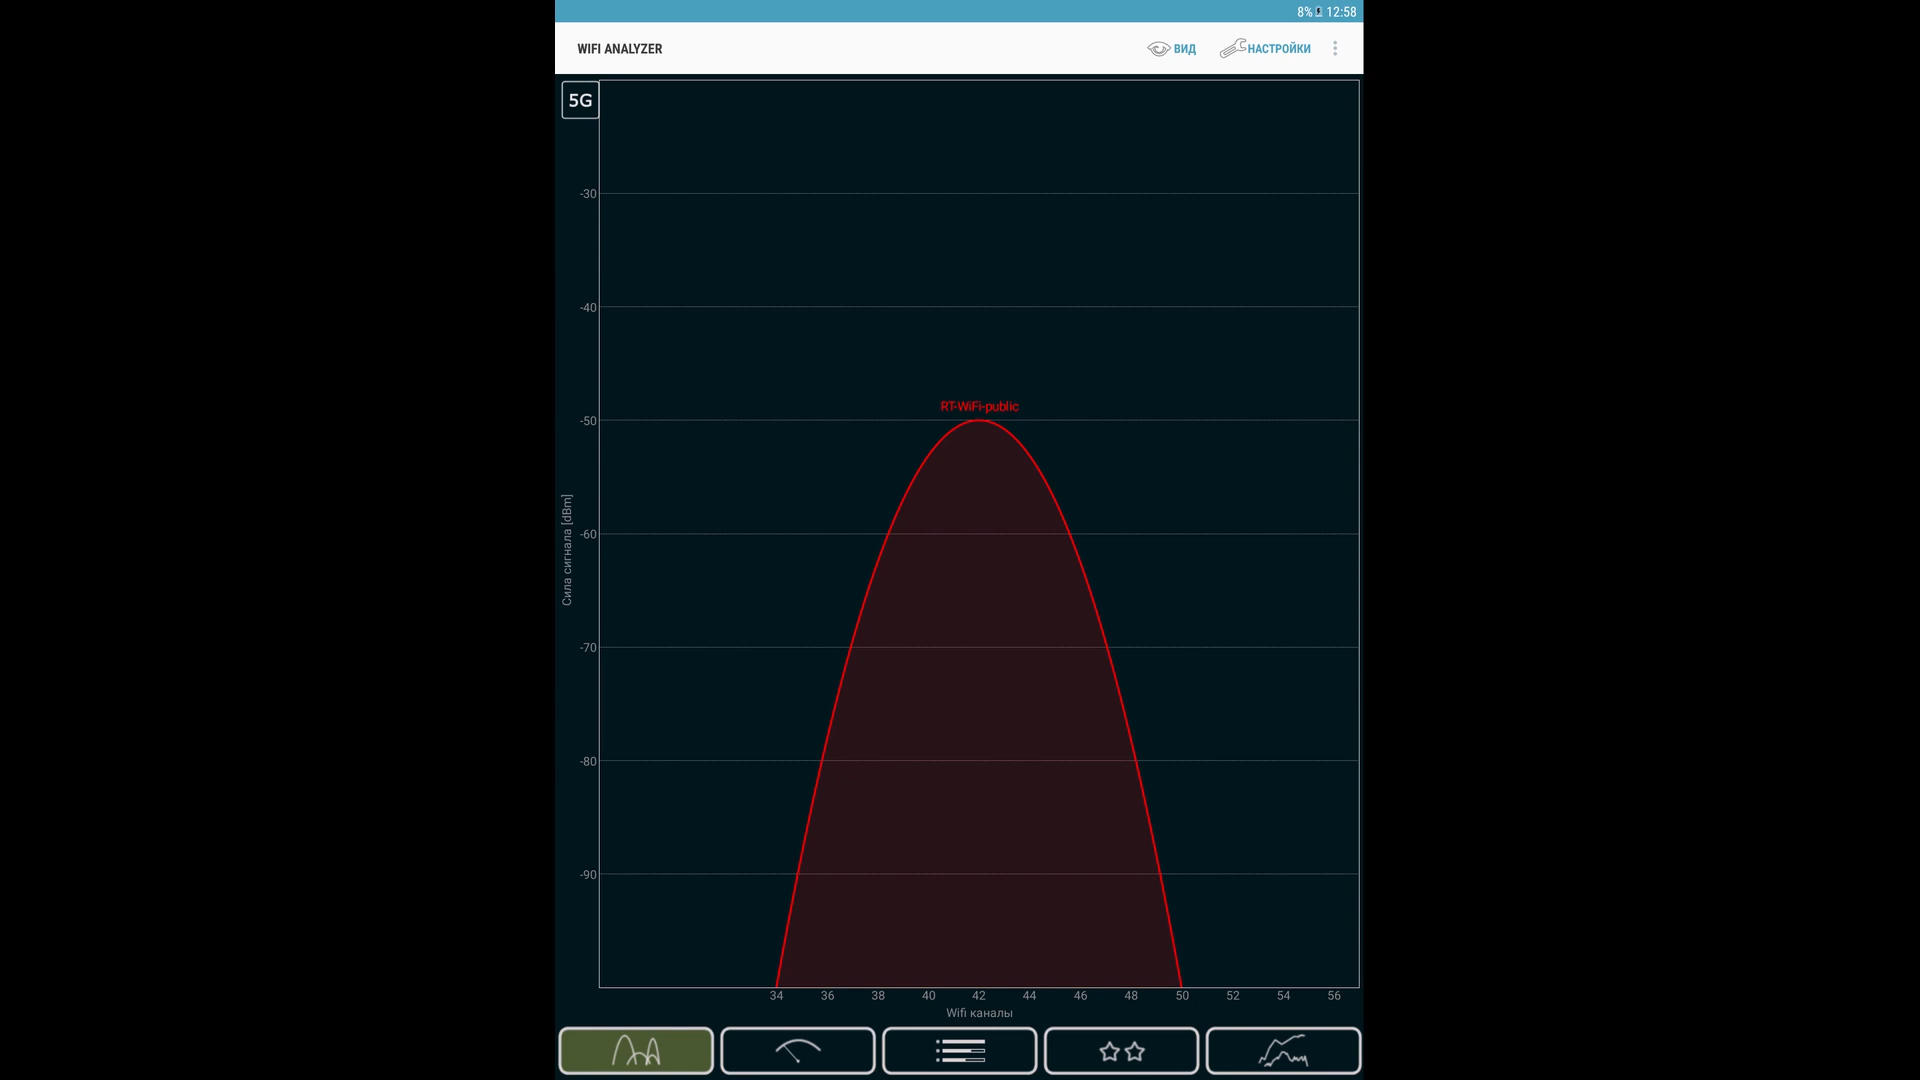 8% 12:58
WIFI ANALYZER ВИД НАСТРОЙКИ
5G
-30
-40
RT-WiFi-public
-50
Сила сигнала [dBm]
-60
-70
-80
-90
34 36 38 40 42 44 46 48 50 52 54 56
Wifi каналы